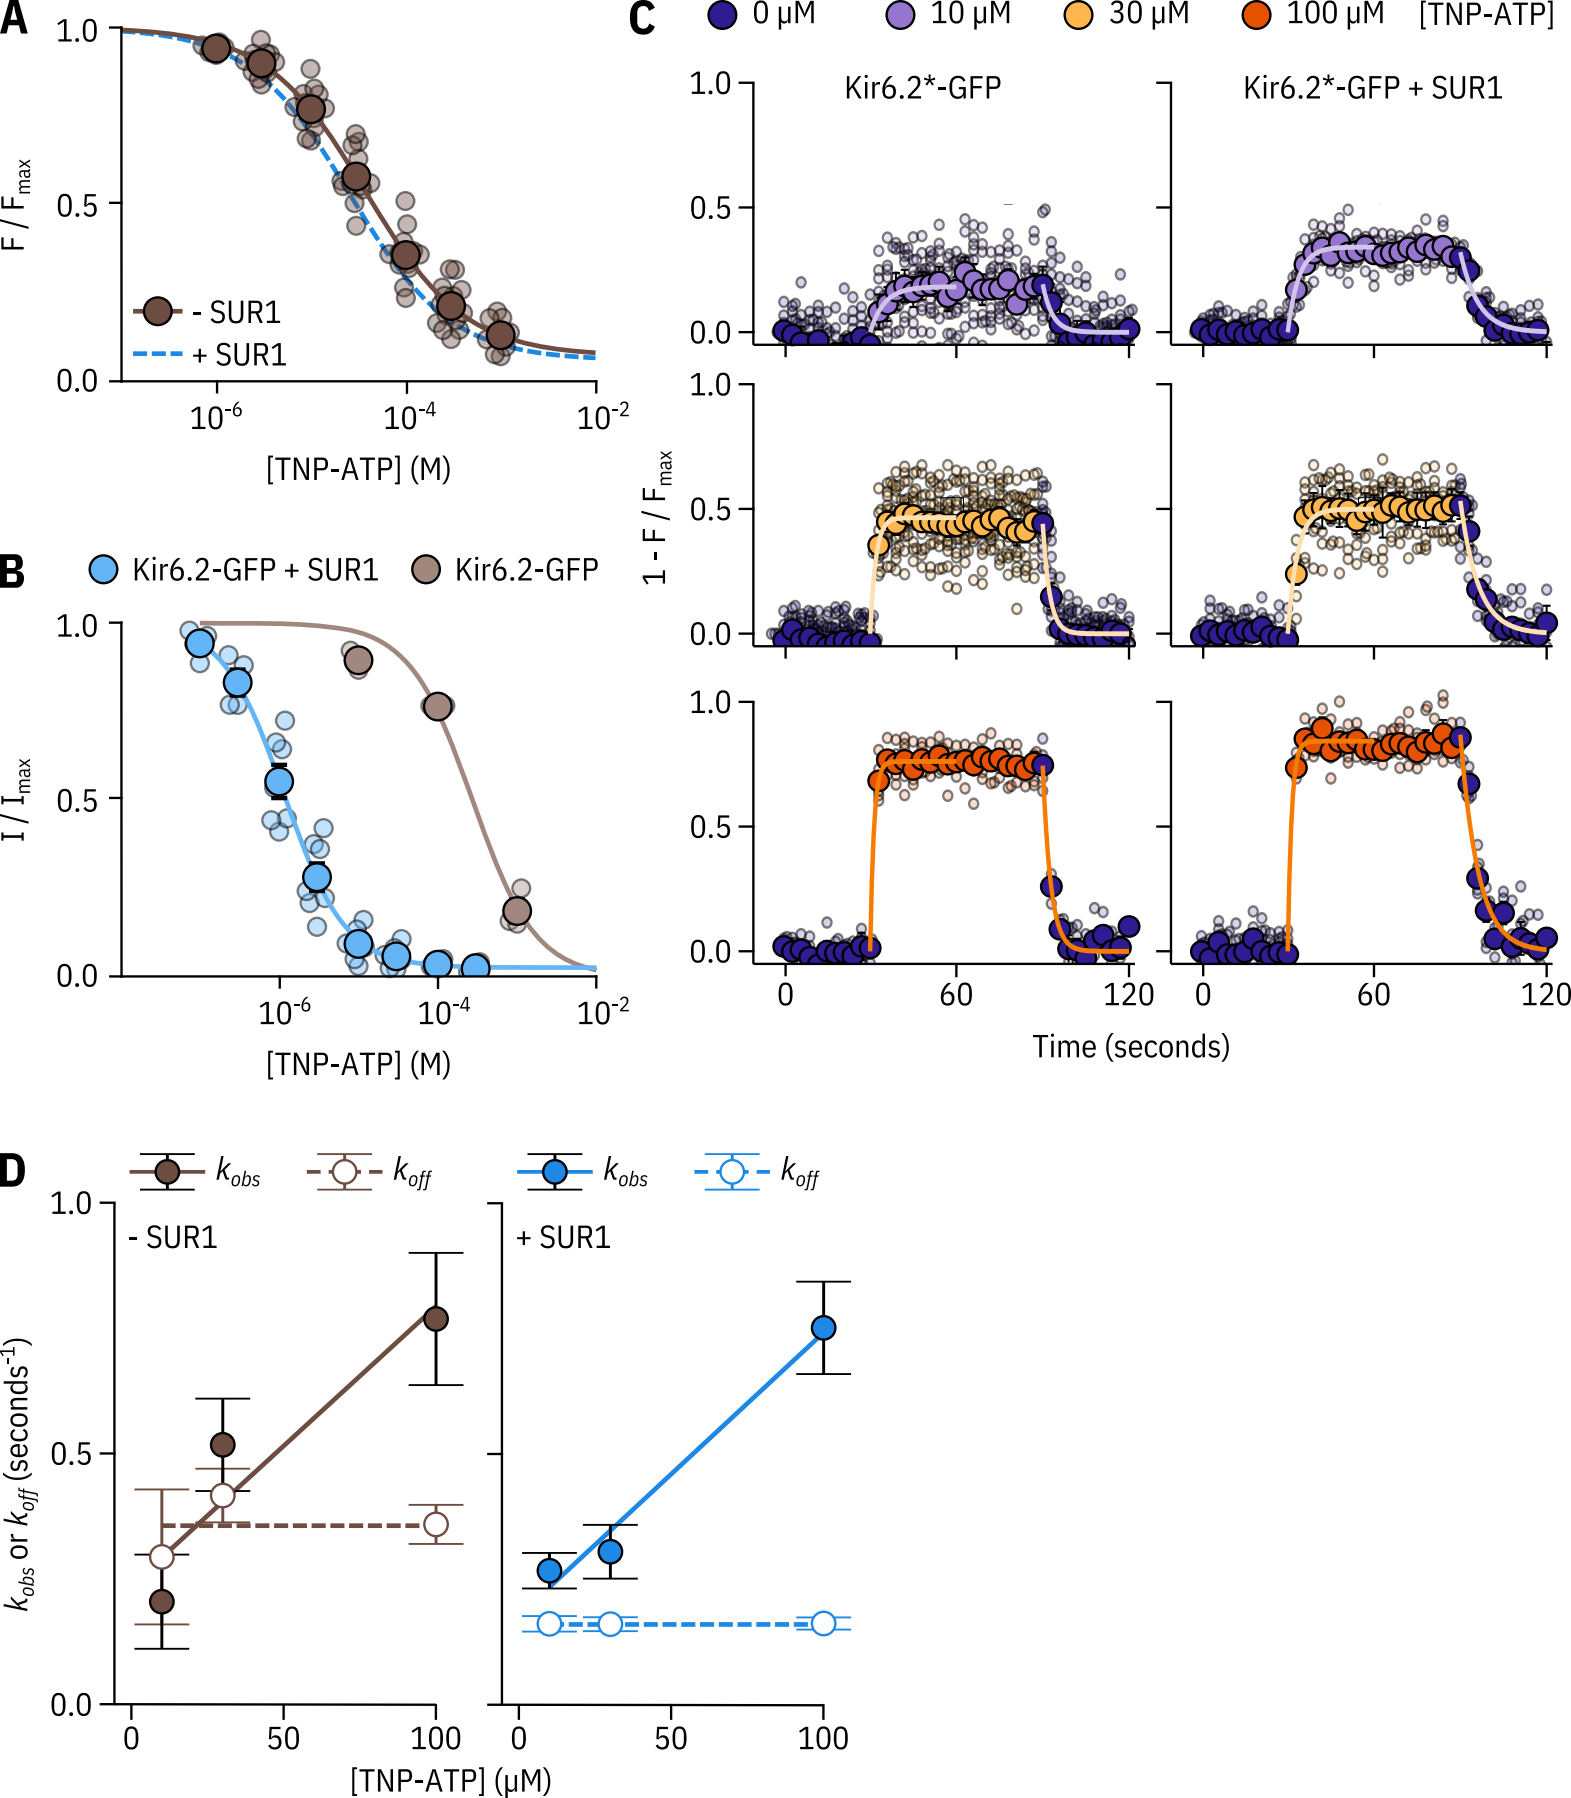 A
1.0
0.5
0.0
F / Fmax
- SUR1
+ SUR1
10-6
10-4
10-2
[TNP-ATP] (M)
B
Kir6.2-GFP + SUR1
Kir6.2-GFP
1.0
0.5
0.0
I / Imax
10-6
10-4
10-2
[TNP-ATP] (M)
C
0 µM
10 µM
30 µM
100 µM
[TNP-ATP]
Kir6.2*-GFP
Kir6.2*-GFP + SUR1
1.0
0.5
0.0
1.0
0.5
0.0
1.0
0.5
0.0
1 - F / Fmax
0
60
120
0
60
120
Time (seconds)
D
kobs
koff
kobs
koff
- SUR1
+ SUR1
1.0
0.5
0.0
kobs or koff (seconds-1)
0
50
100
0
50
100
[TNP-ATP] (µM)